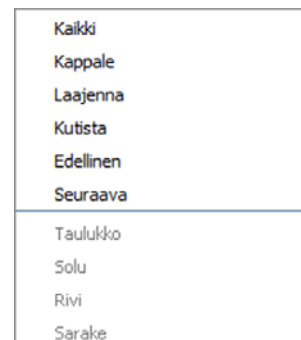 Kaikki
Kappale
Laajenna
Kutista
Edellinen
Seuraava
Taulukko
Solu
Rivi
Sarake